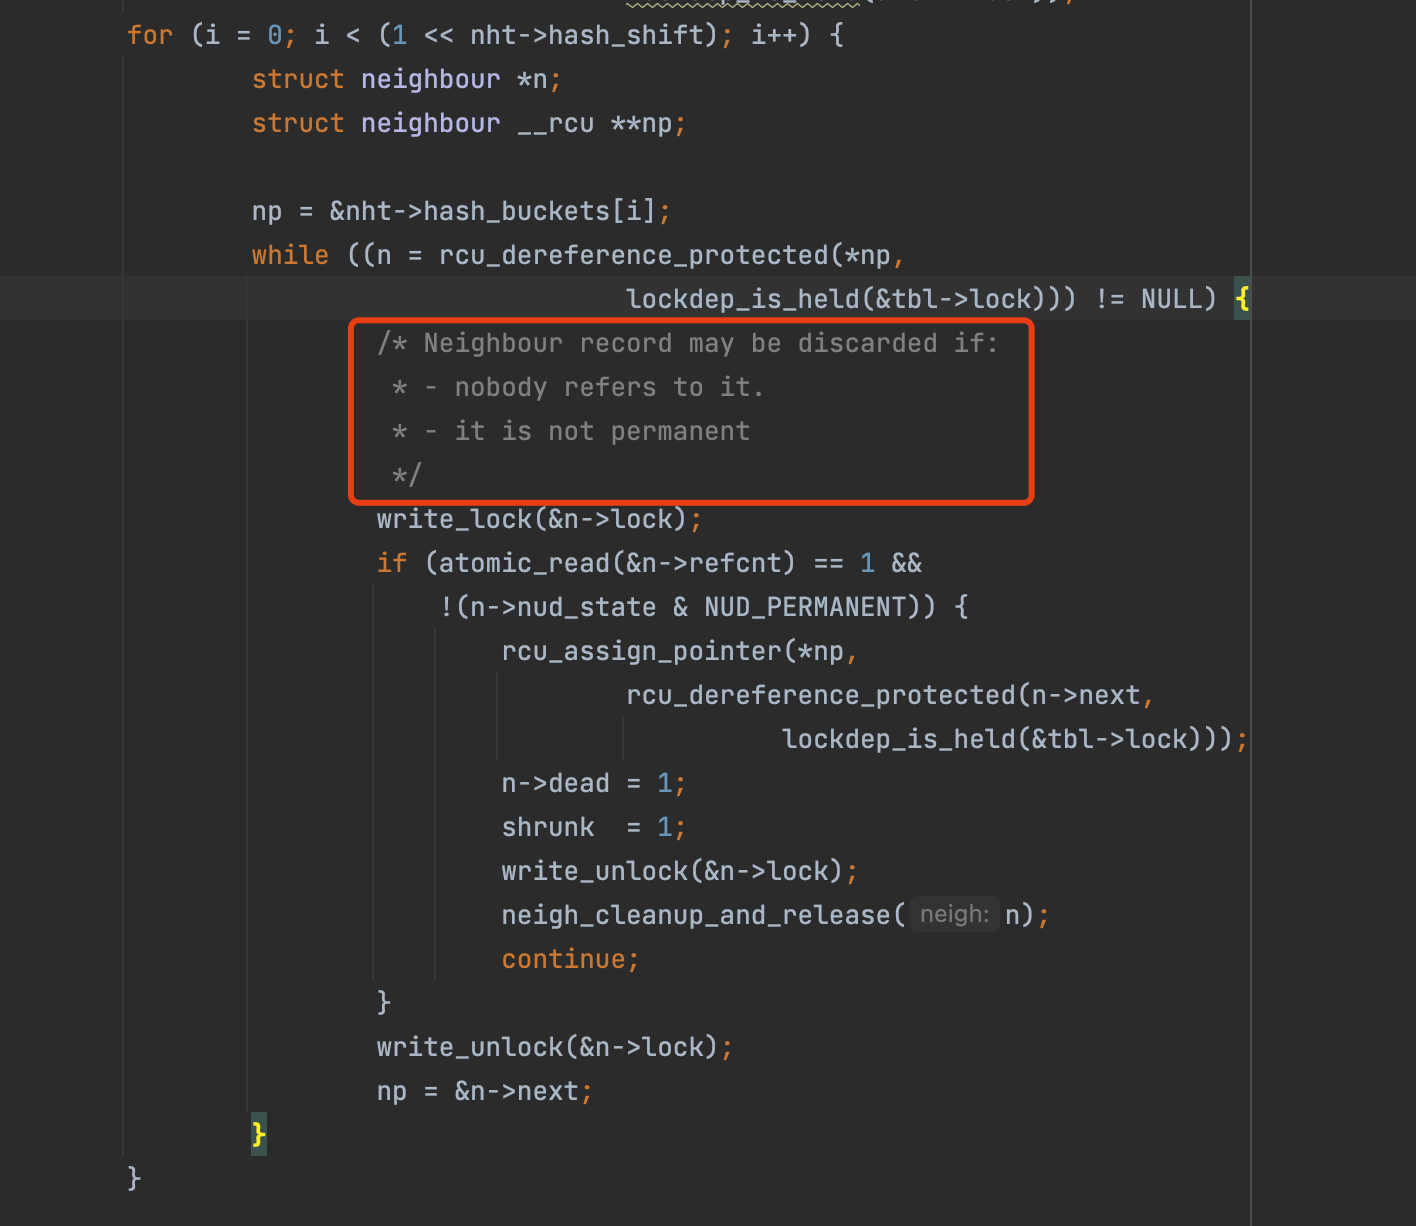 for (i = 0; i < (1 << nht->hash_shift); i++) {
struct neighbour *n;
struct neighbour __rcu **np;
np = &nht->hash_buckets[i];
while ((n = rcu_dereference_protected(*np,
lockdep_is_held(&tbl->lock))) != NULL) {
/* Neighbour record may be discarded if:
* - nobody refers to it.
* - it is not permanent
*/
write_lock(&n->lock);
if (atomic_read(&n->refcnt) == 1 &&
!(n->nud_state & NUD_PERMANENT)) {
rcu_assign_pointer(*np,
rcu_dereference_protected(n->next,
lockdep_is_held(&tbl->lock)));
n->dead = 1;
shrunk  = 1;
write_unlock(&n->lock);
neigh_cleanup_and_release( neigh: n);
continue;
}
write_unlock(&n->lock);
np = &n->next;
}
}